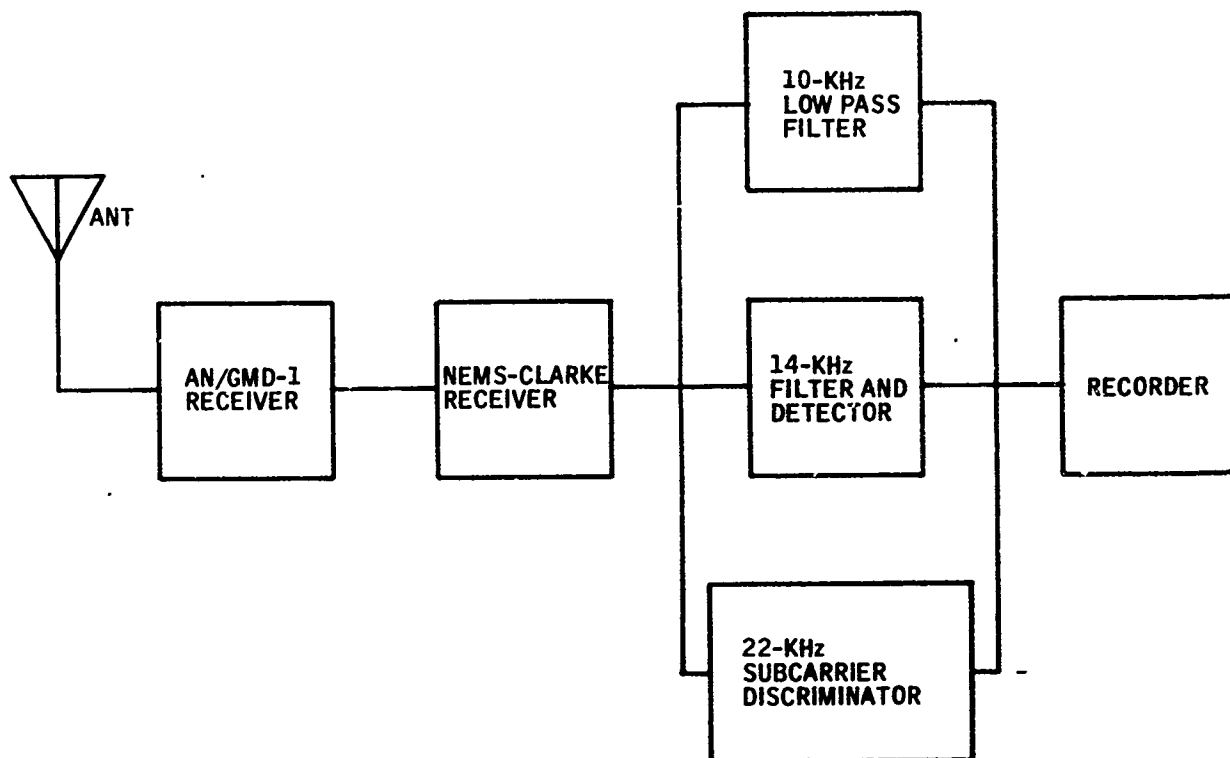 10-KHz
LOW PASS
FILTER
ANT
AN/GMD-1
RECEIVER
NEMS-CLARKE
RECEIVER
14-KHz
FILTER AND
DETECTOR
RECORDER
22-KHz
SUBCARRIER
DISCRIMINATOR